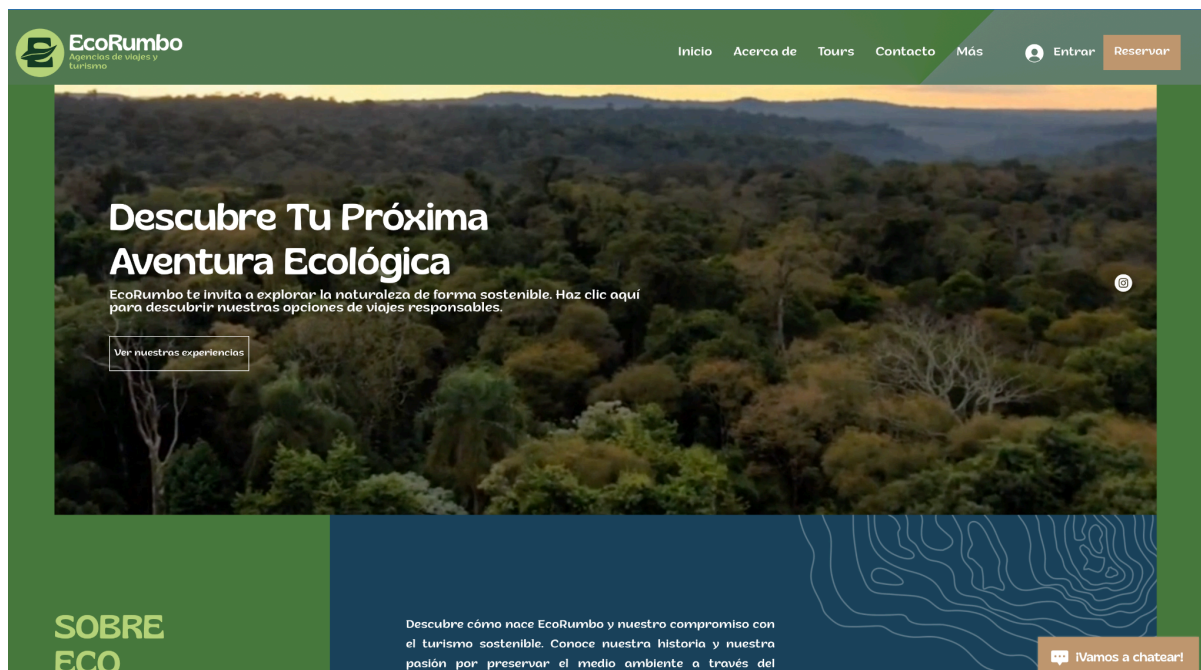 EcoRumbo
Agencias de viajes y
turismo
Inicio Acerca de Tours Contacto Más Entrar Reservar
Descubre Tu Próxima
Aventura Ecológica
EcoRumbo te invita a explorar la naturaleza de forma sostenible. Haz clic aquí
para descubrir nuestras opciones de viajes responsables.
Ver nuestras experiencias
SOBRE
ECO
Descubre cómo nace EcoRumbo y nuestro compromiso con
el turismo sostenible. Conoce nuestra historia y nuestra
pasión por preservar el medio ambiente a través del
¡Vamos a chatear!